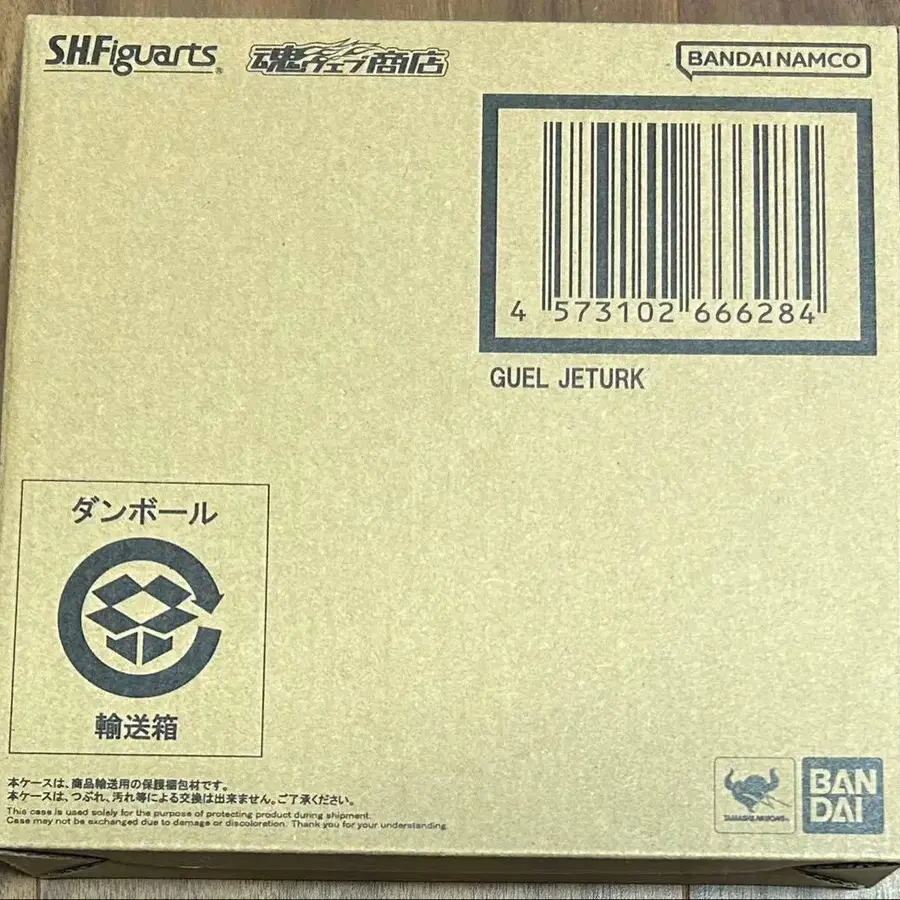 S.H.Figuarts
魂ウェブ商店
BANDAI NAMCO
4 573102 666284
GUEL JETURK
ダンボール
輸送箱
本ケースは、商品輸送用の保護梱包材です。
本ケースは、つぶれ、汚れ等による交換は出来ません。ご了承ください。
This case is used solely for the purpose of protecting product during shipment.
Case may not be exchanged due to damage or discoloration. Thank you for your understanding.
TAMASHII NATIONS
BAN
DAI